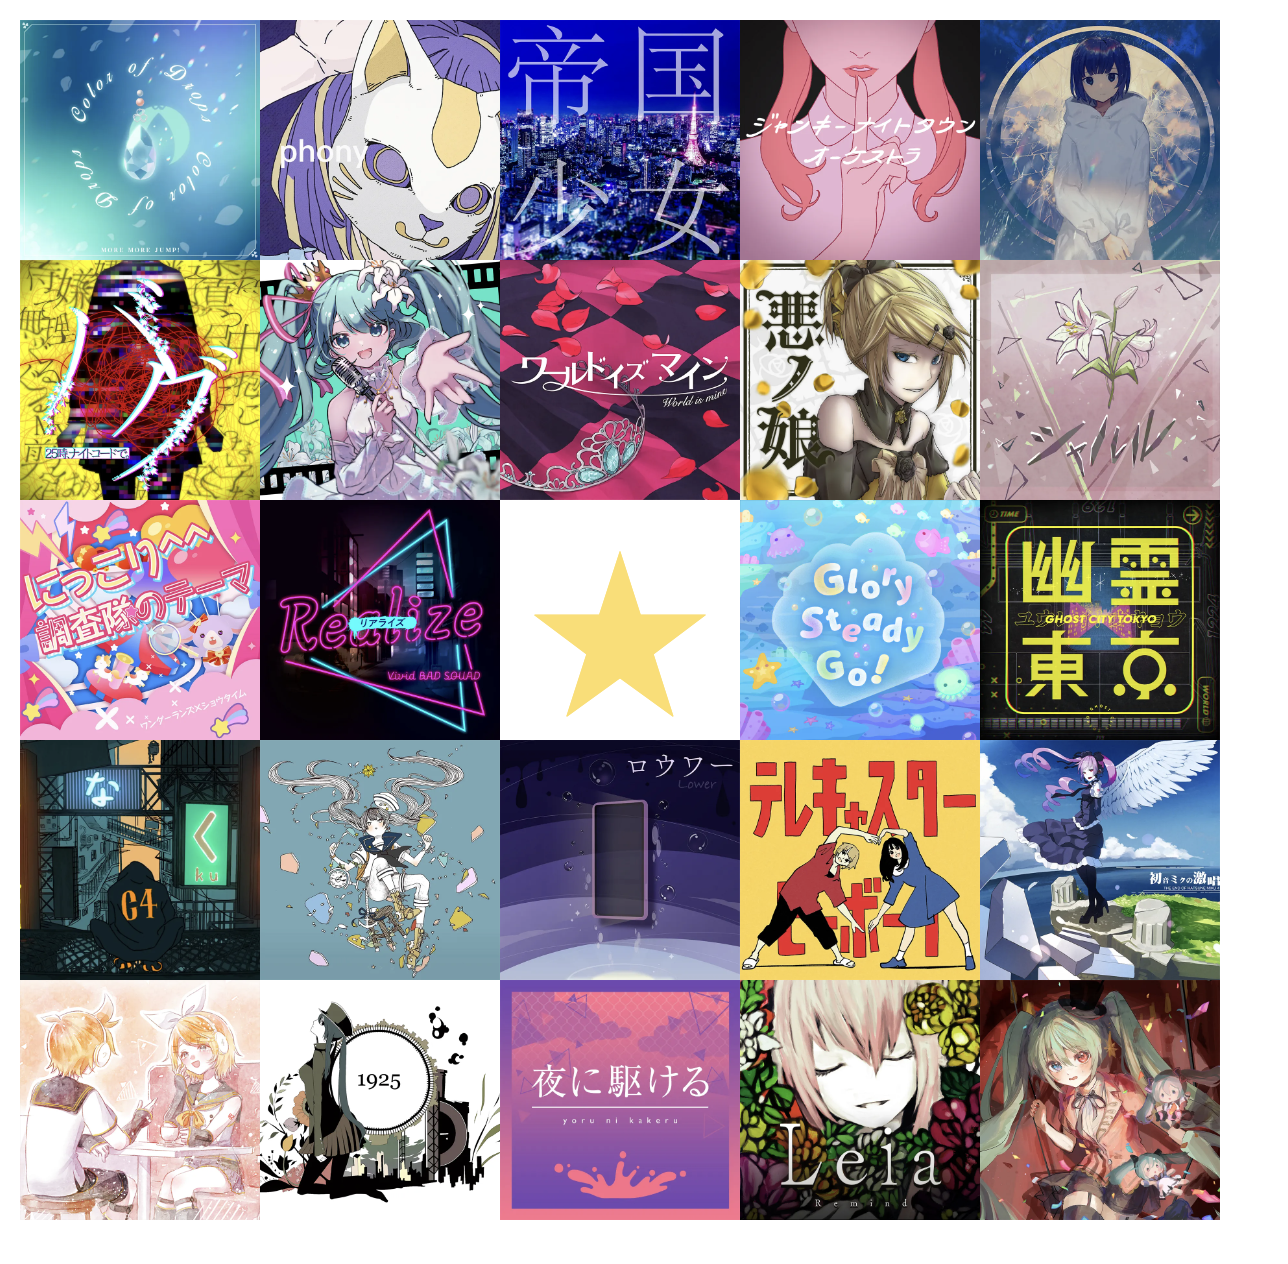 Color of Drops
Color of Drops
MORE MORE JUMP!
phony
帝国
少女
ジャンキーナイトタウン
オーケストラ
バグ
25時、ナイトコードで。
ワールドイズマイン
World is mine
悪ノ娘
シャルル
にっこり^^
調査隊のテーマ
ワンダーランズ×ショウタイム
Realize
リアライズ
Vivid BAD SQUAD
Glory
Steady
Go!
TIME
幽霊
GHOST CITY TOKYO
東京
WORLD
な
く
ku
G4
ロウワー
Lower
テレキャスター
ビーボーイ
初音ミクの激唱
1925
夜に駆ける
yoru ni kakeru
Leia
Remind